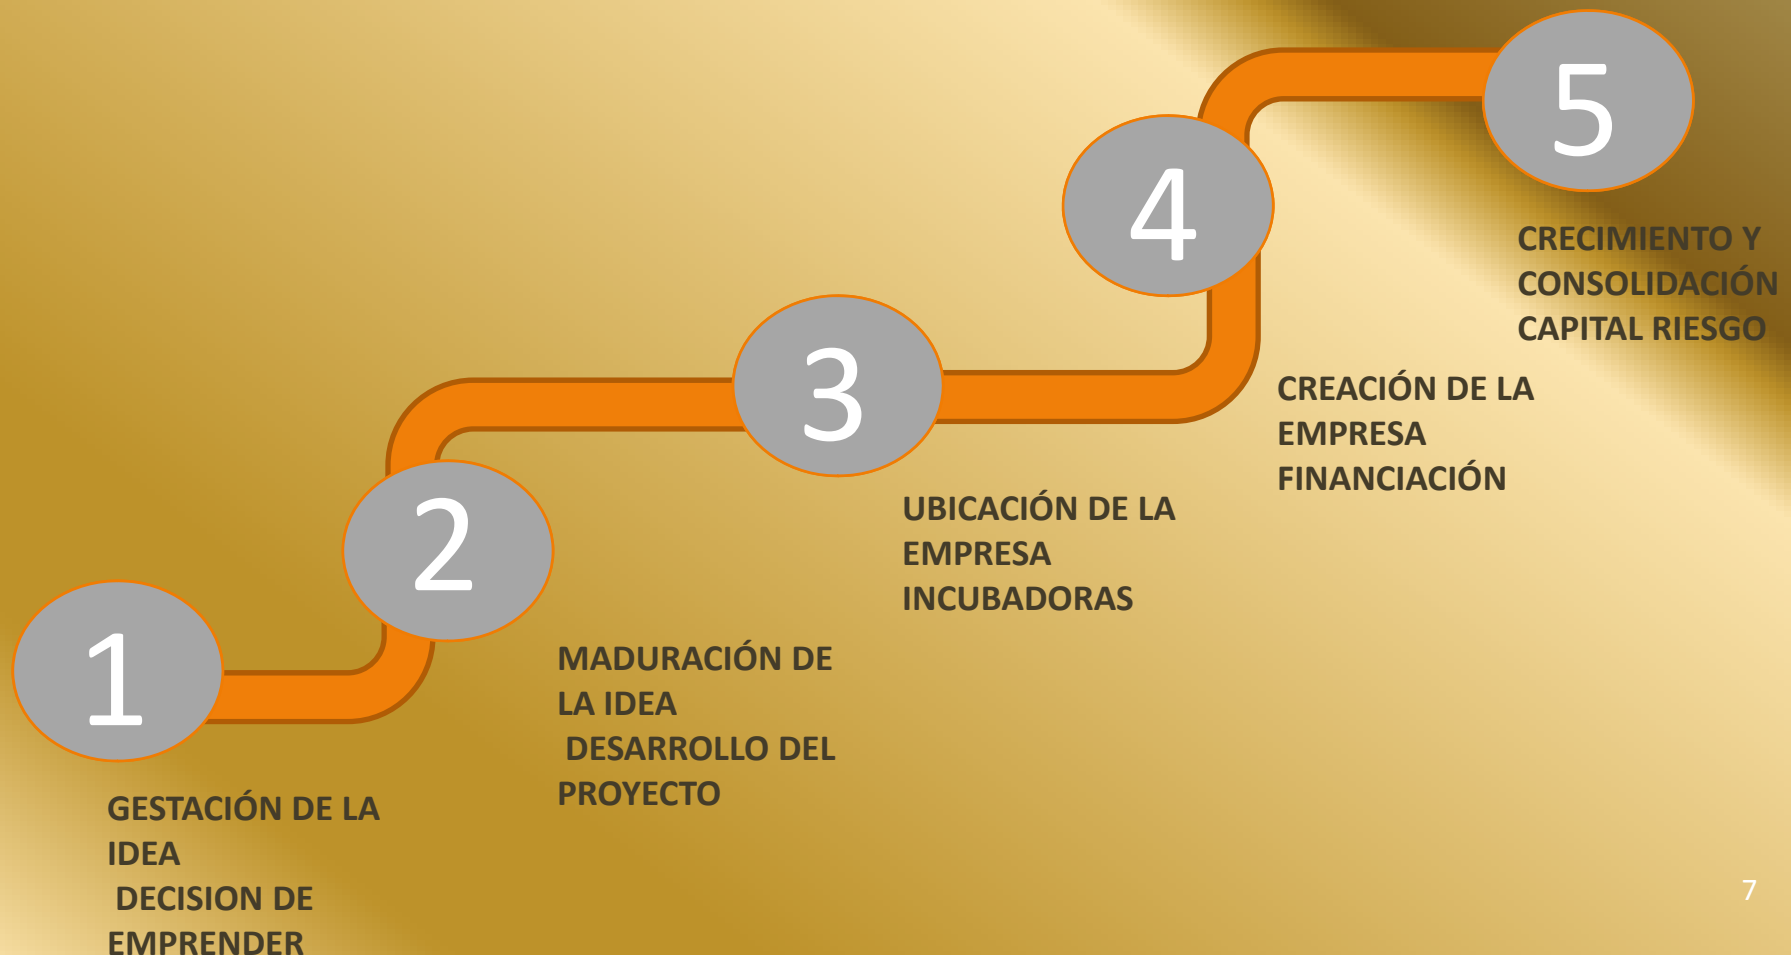 1
GESTACIÓN DE LA
IDEA
DECISION DE
EMPRENDER
2
MADURACIÓN DE
LA IDEA
DESARROLLO DEL
PROYECTO
3
UBICACIÓN DE LA
EMPRESA
INCUBADORAS
4
CREACIÓN DE LA
EMPRESA
FINANCIACIÓN
5
CRECIMIENTO Y
CONSOLIDACIÓN
CAPITAL RIESGO
7